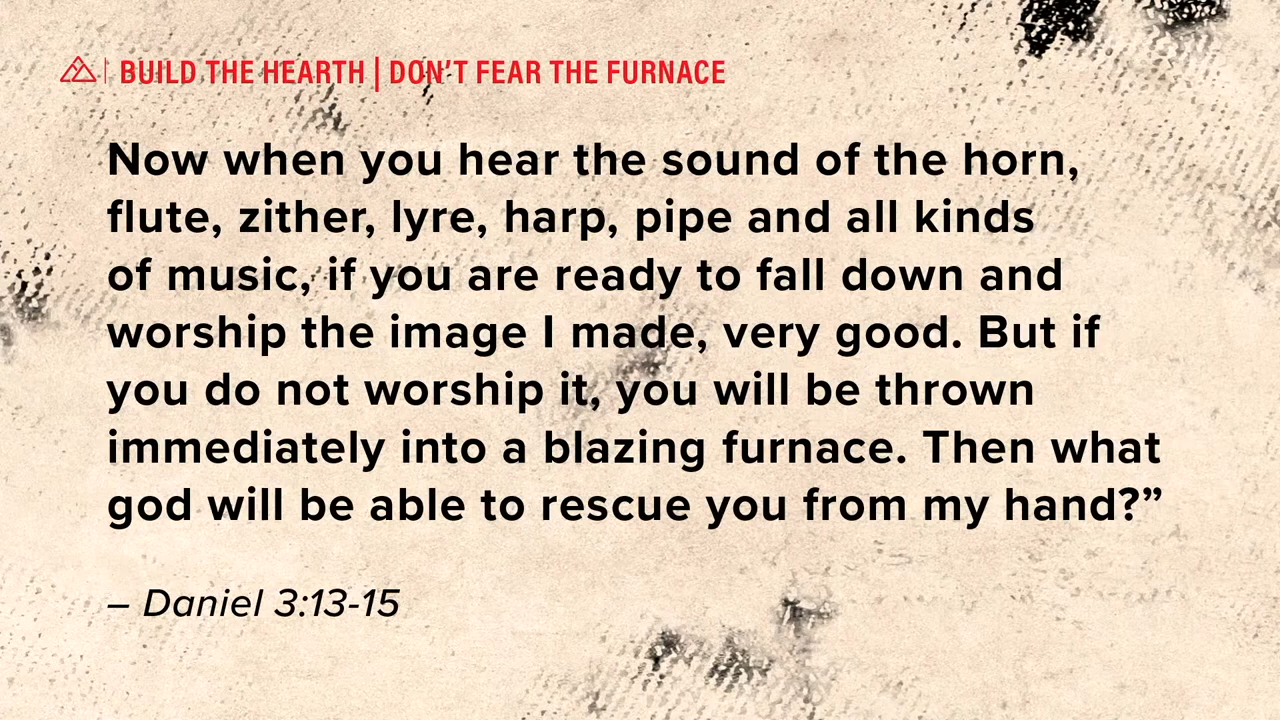 BUILD THE HEARTH | DON'T FEAR THE FURNACE
Now when you hear the sound of the horn,
flute, zither, lyre, harp, pipe and all kinds
of music, if you are ready to fall down and
worship the image I made, very good. But if
you do not worship it, you will be thrown
immediately into a blazing furnace. Then what
god will be able to rescue you from my hand?”
– Daniel 3:13-15